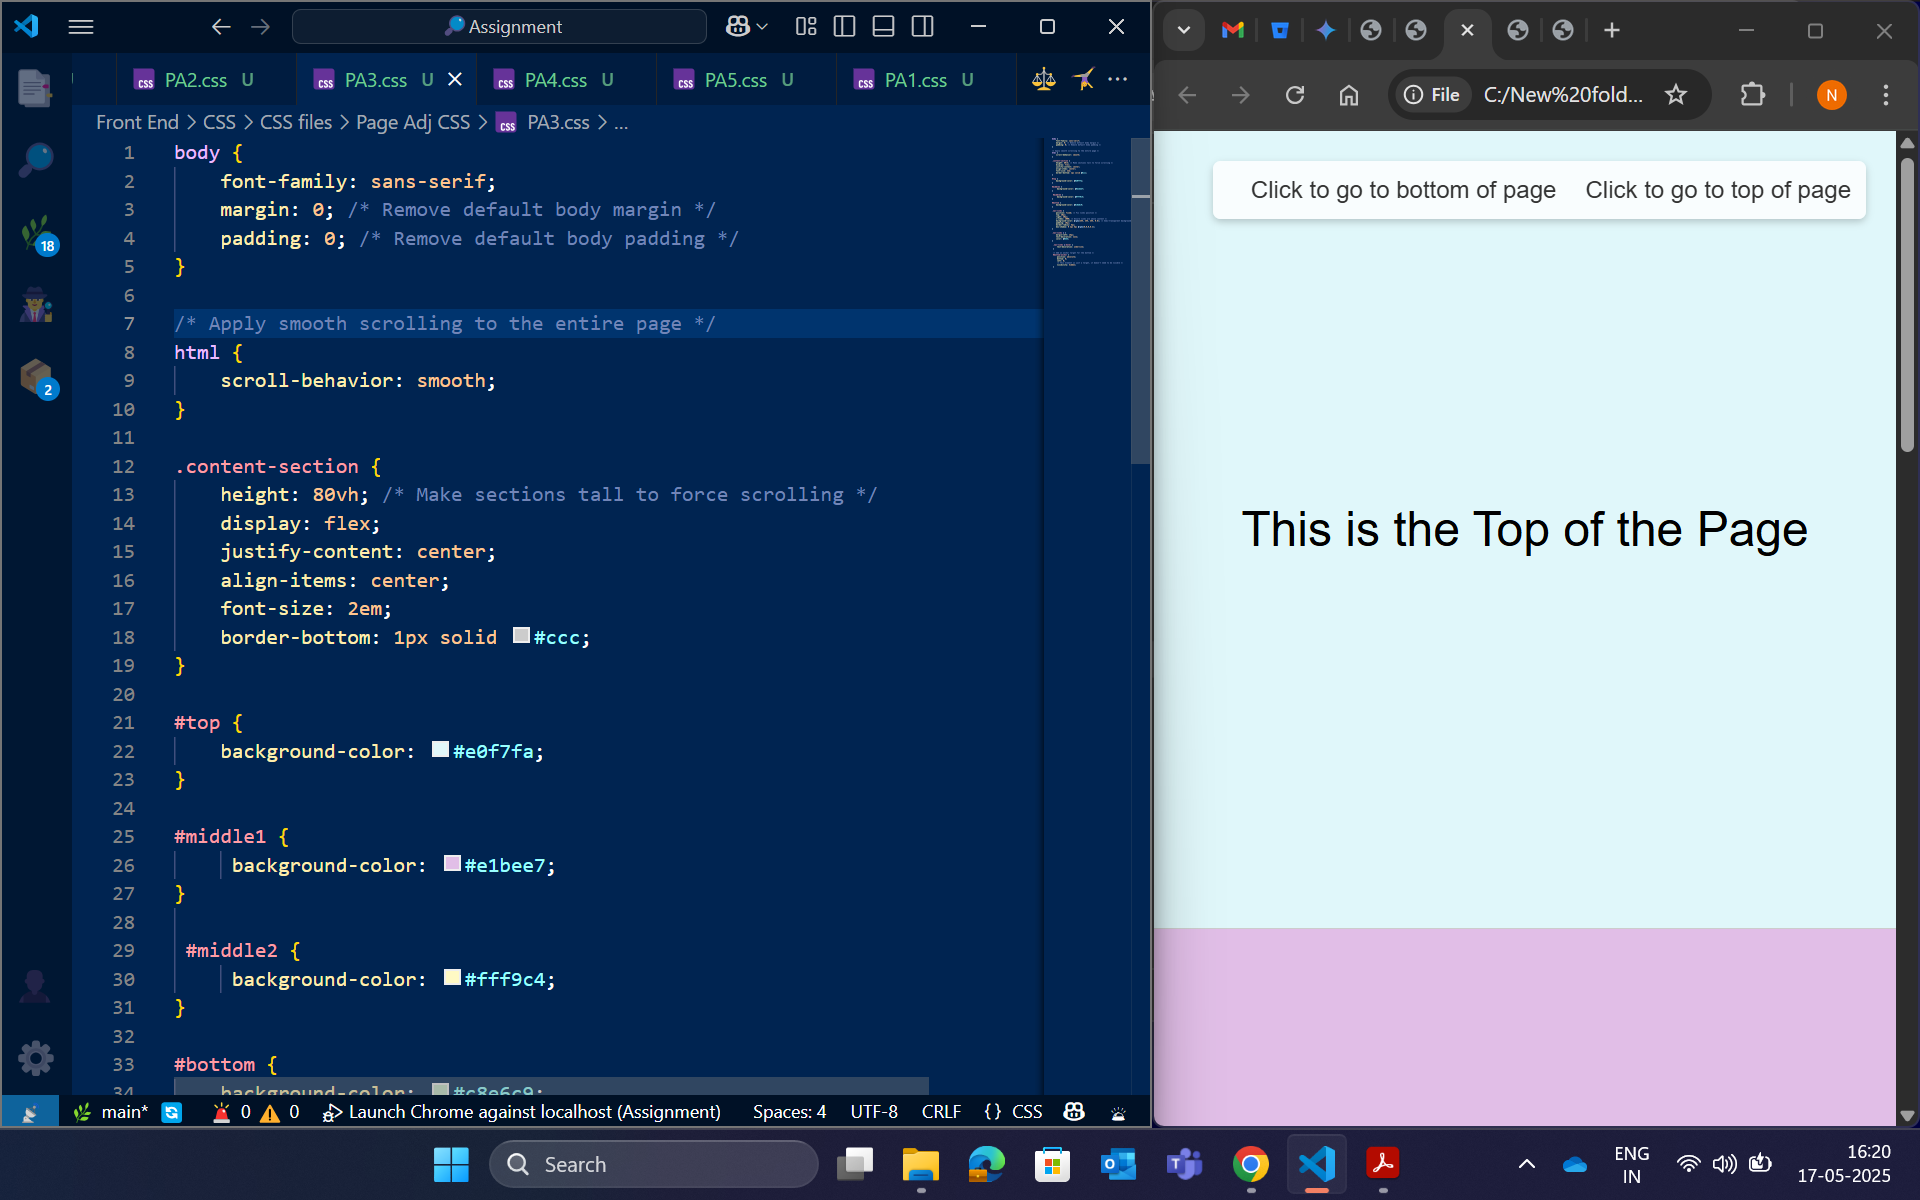 Assignment
PA2.css U
PA3.css U
PA4.css U
PA5.css U
PA1.css U
Front End > CSS > CSS files > Page Adj CSS > PA3.css > ...
1 body {
2 font-family: sans-serif;
3 margin: 0; /* Remove default body margin */
4 padding: 0; /* Remove default body padding */
5 }
6
7 /* Apply smooth scrolling to the entire page */
8 html {
9 scroll-behavior: smooth;
10 }
11
12 .content-section {
13 height: 80vh; /* Make sections tall to force scrolling */
14 display: flex;
15 justify-content: center;
16 align-items: center;
17 font-size: 2em;
18 border-bottom: 1px solid #ccc;
19 }
20
21 #top {
22 background-color: #e0f7fa;
23 }
24
25 #middle1 {
26 background-color: #e1bee7;
27 }
28
29 #middle2 {
30 background-color: #fff9c4;
31 }
32
33 #bottom {
34 background-color: #c8e6c9;
18
2
main* 0 0 Launch Chrome against localhost (Assignment) Spaces: 4 UTF-8 CRLF {} CSS
File C:/New%20fold...
N
Click to go to bottom of page Click to go to top of page
This is the Top of the Page
Search
ENG
IN
16:20
17-05-2025